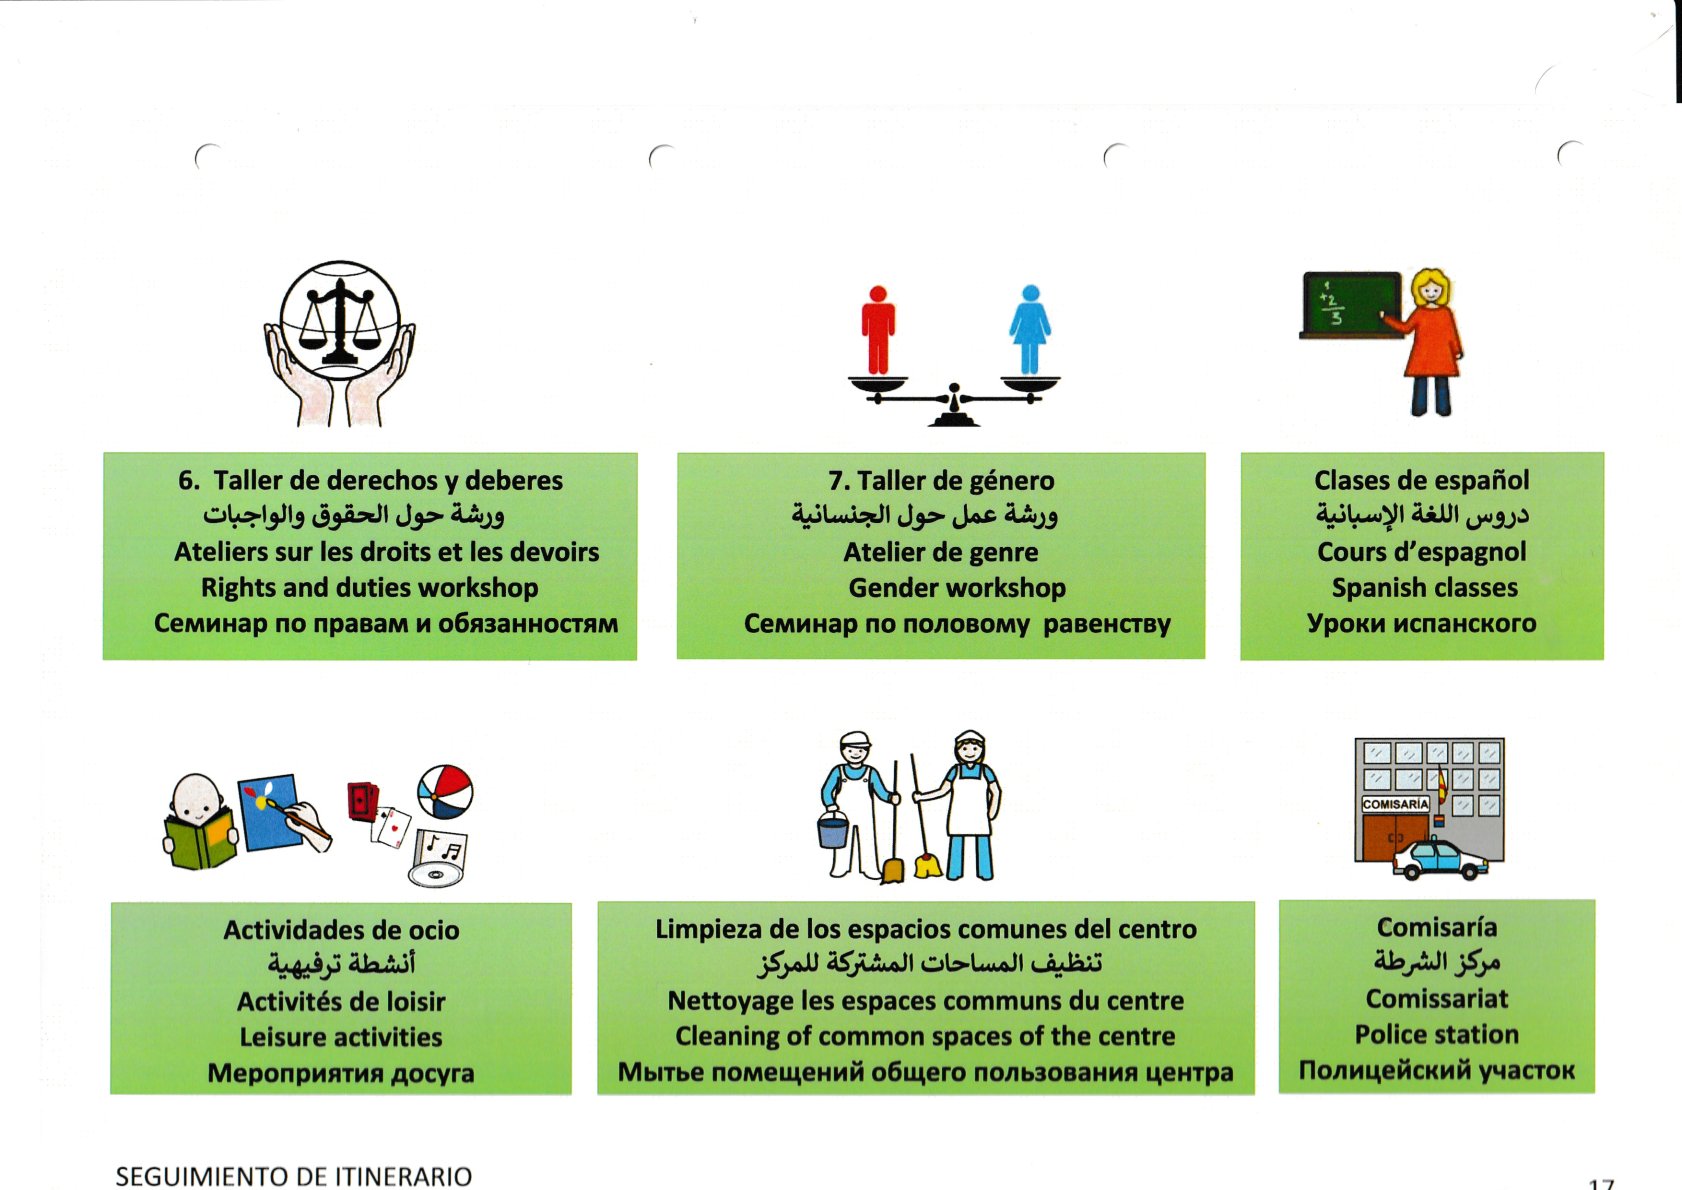 1
+2
3
6. Taller de derechos y deberes
ورشة حول الحقوق والواجبات
Ateliers sur les droits et les devoirs
Rights and duties workshop
Семинар по правам и обязанностям
7. Taller de género
ورشة عمل حول الجنسانية
Atelier de genre
Gender workshop
Семинар по половому равенству
Clases de español
دروس اللغة الإسبانية
Cours d’espagnol
Spanish classes
Уроки испанского
COMISARÍA
Actividades de ocio
أنشطة ترفيهية
Activités de loisir
Leisure activities
Мероприятия досуга
Limpieza de los espacios comunes del centro
تنظيف المساحات المشتركة للمركز
Nettoyage les espaces communs du centre
Cleaning of common spaces of the centre
Мытье помещений общего пользования центра
Comisaría
مركز الشرطة
Comissariat
Police station
Полицейский участок
SEGUIMIENTO DE ITINERARIO
17